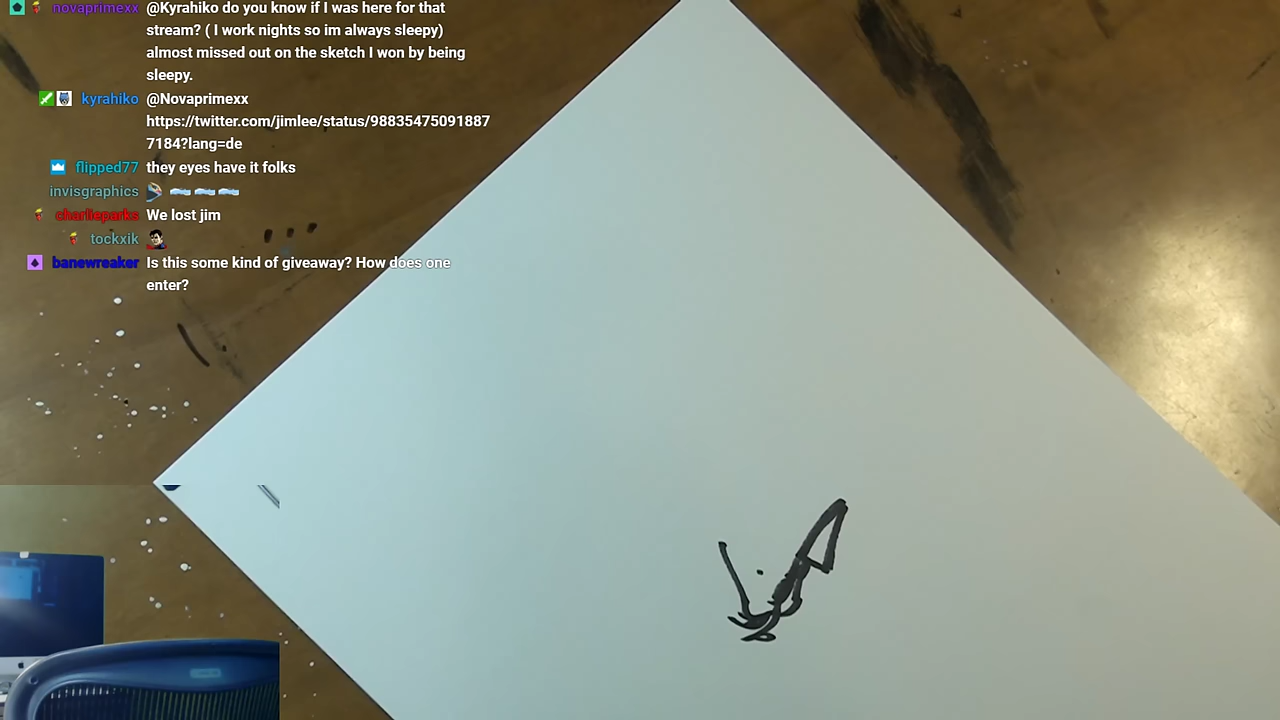 novaprimexx @Kyrahiko do you know if I was here for that
stream? ( I work nights so im always sleepy)
almost missed out on the sketch I won by being
sleepy.
kyrahiko @Novaprimexx
https://twitter.com/jimlee/status/98835475091887
7184?lang=de
flipped77 they eyes have it folks
invisgraphics
charlieparks We lost jim
tockxik
banewreaker Is this some kind of giveaway? How does one
enter?